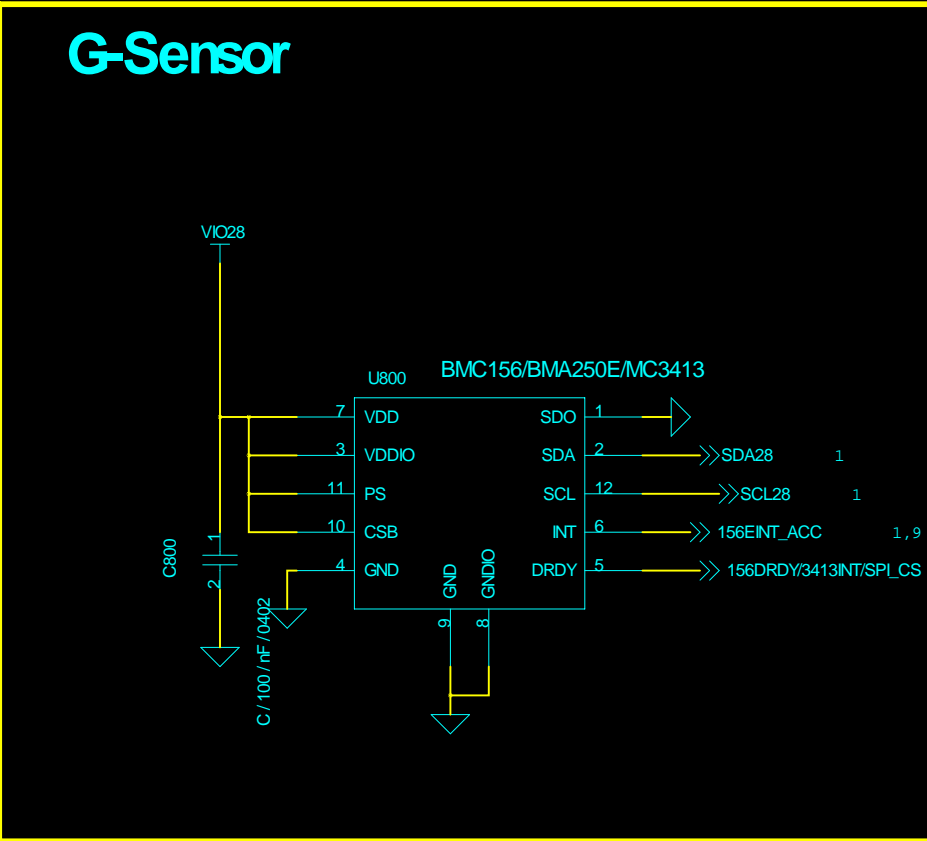 G-Sensor
VIO28
U800
BMC156/BMA250E/MC3413
7 VDD SDO 1
3 VDDIO SDA 2 SDA28 1
11 PS SCL 12 SCL28 1
10 CSB INT 6 156EINT_ACC 1,9
4 GND DRDY 5 156DRDY/3413INT/SPI_CS
GND GNDIO
9 8
C800
1
2
C / 100 / nF / 0402